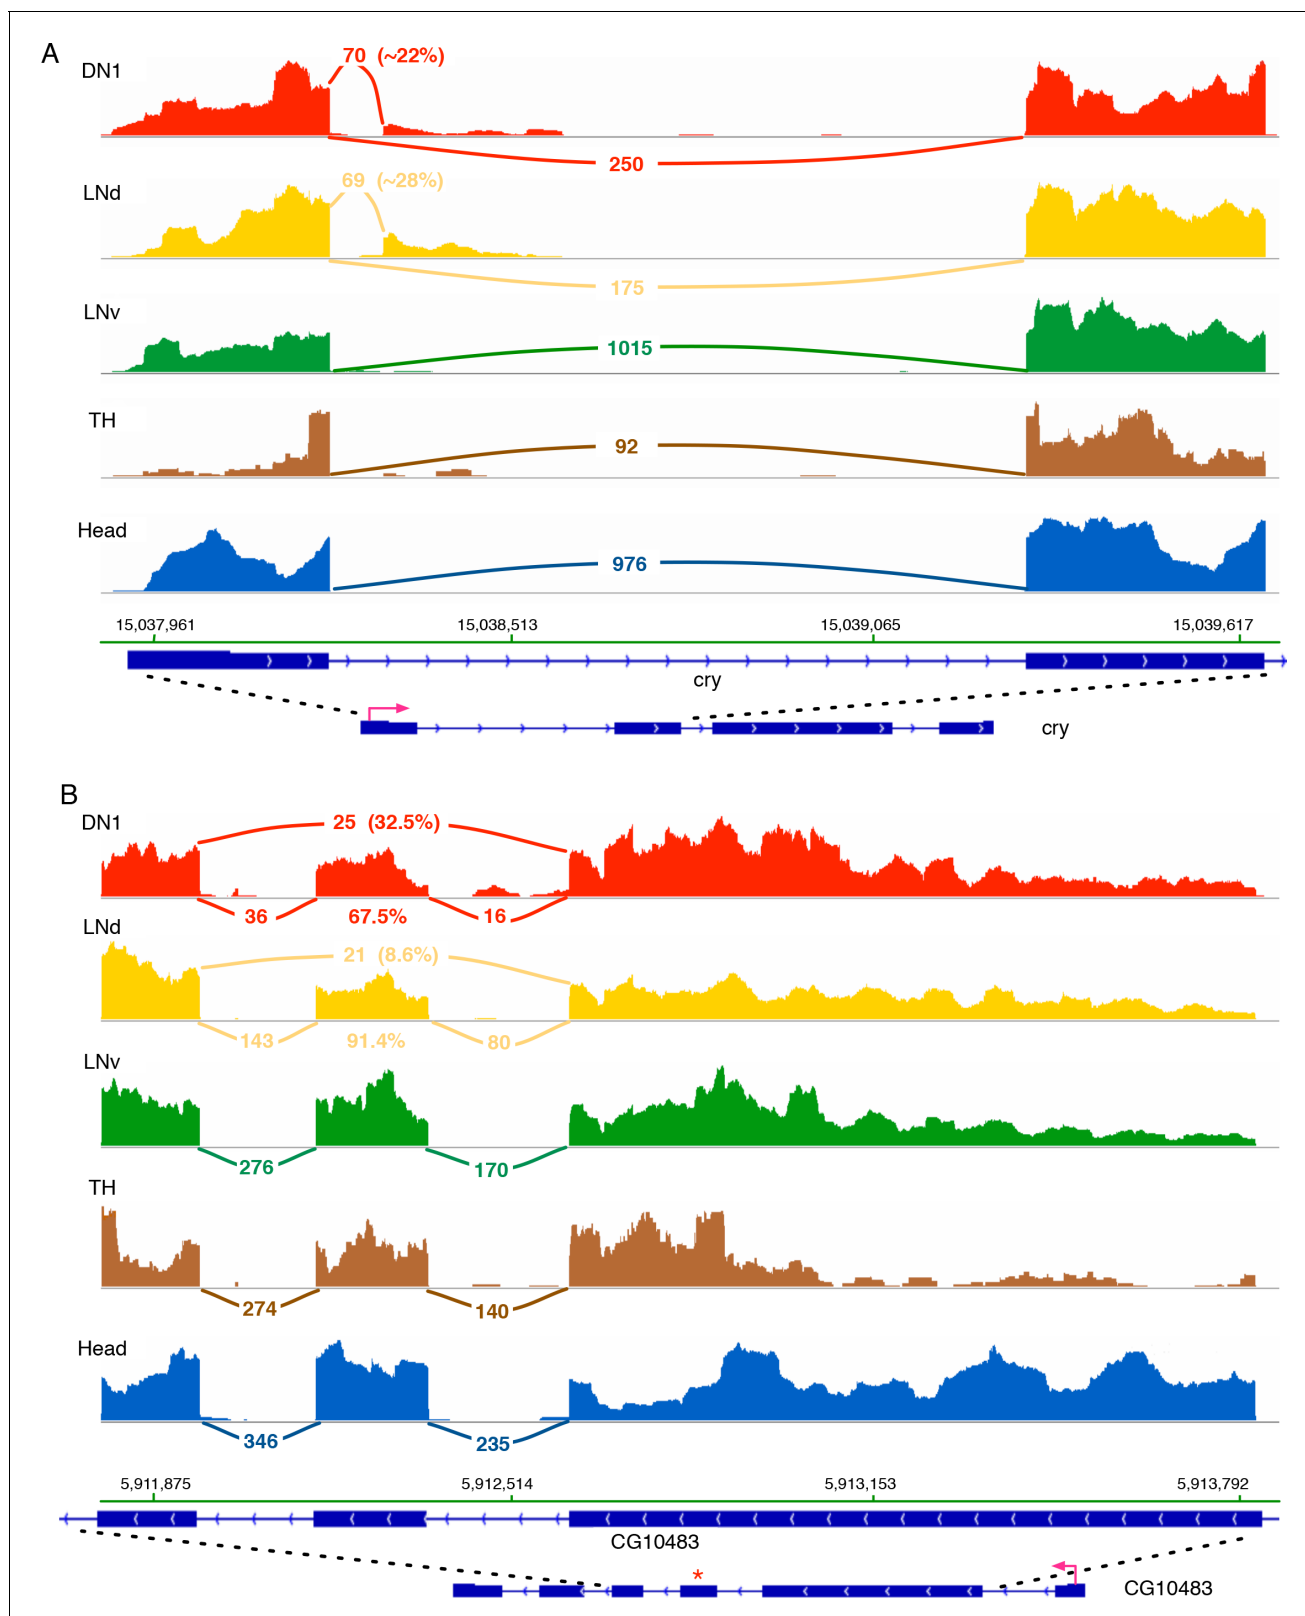 A
DN1
70 (~22%)
250
LNd
69 (~28%)
175
LNv
1015
TH
92
Head
976
15,037,961 15,038,513 15,039,065 15,039,617
cry
cry
B
DN1
25 (32.5%)
36 67.5% 16
LNd
21 (8.6%)
143 91.4% 80
LNv
276 170
TH
274 140
Head
346 235
5,911,875 5,912,514 5,913,153 5,913,792
CG10483
* CG10483